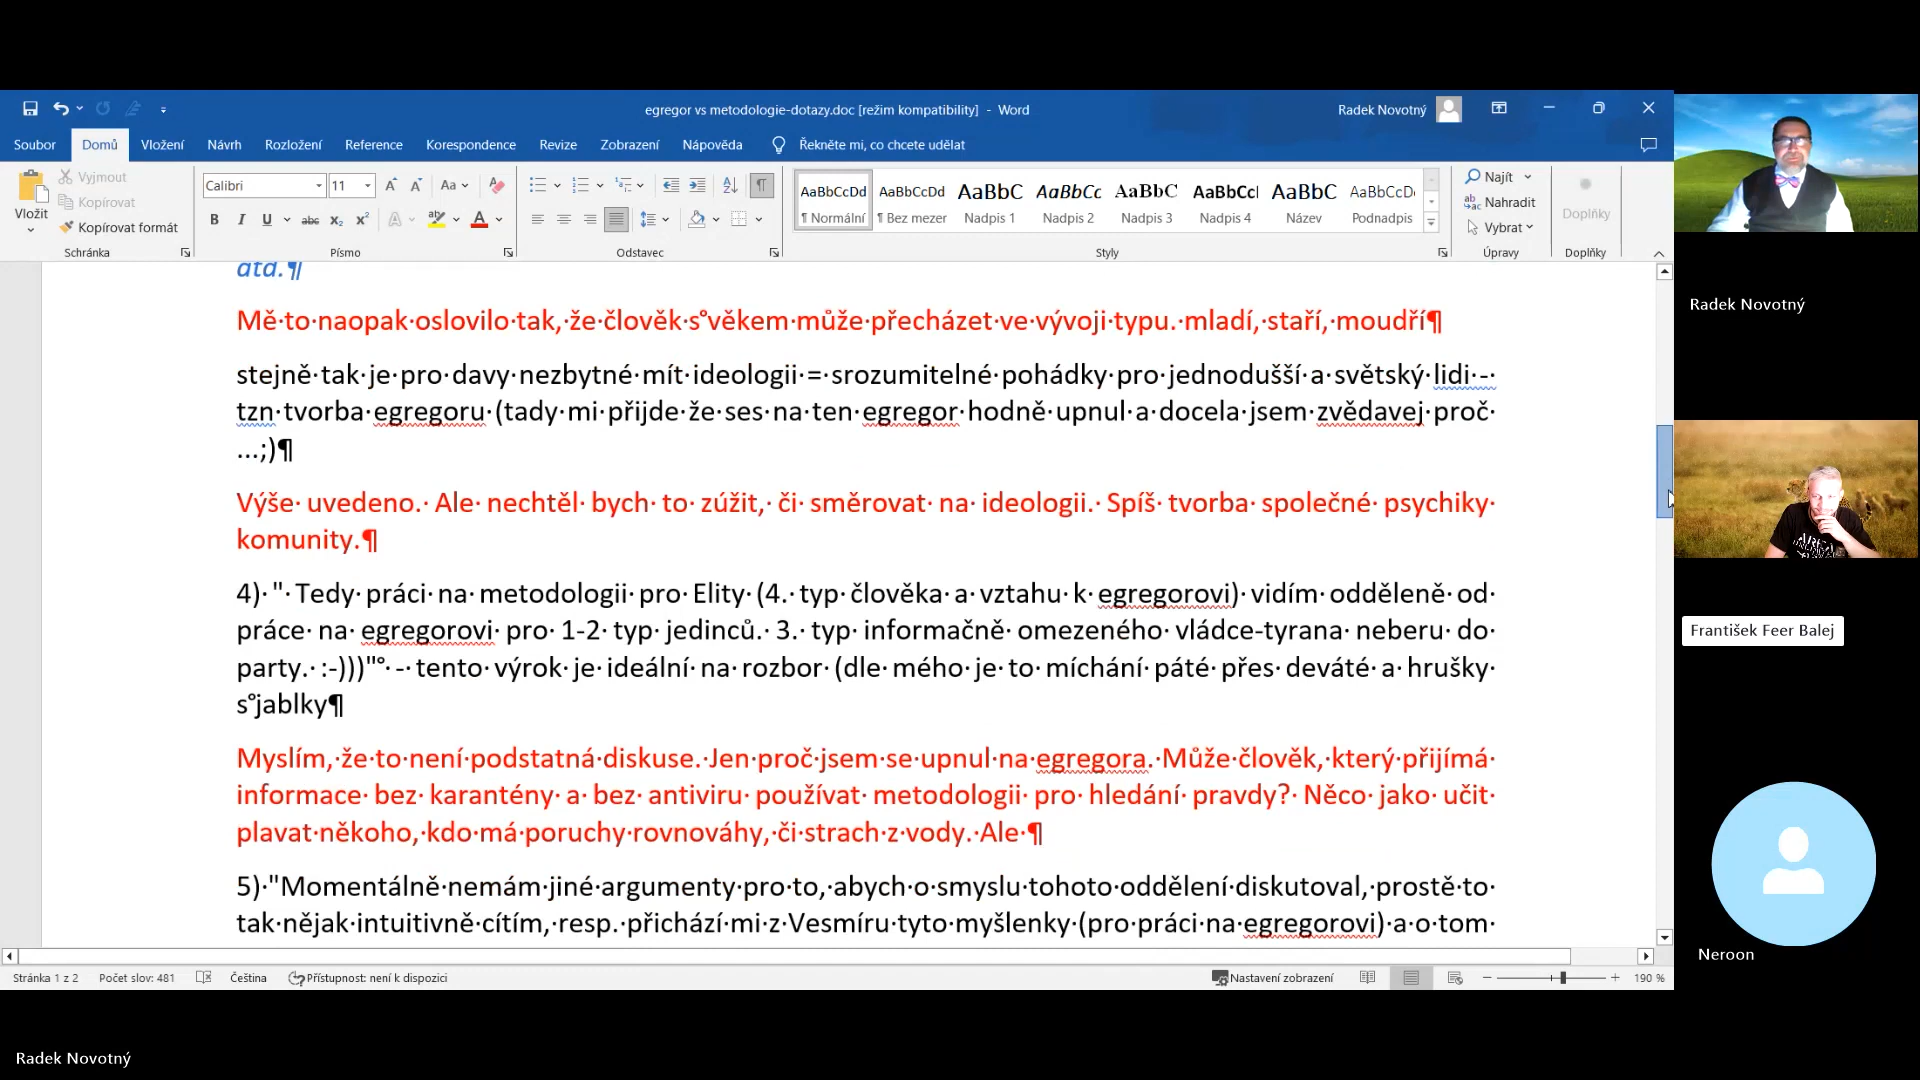 egregor vs metodologie-dotazy.doc [režim kompatibility] - Word
Radek Novotný
Soubor Domů Vložení Návrh Rozložení Reference Korespondence Revize Zobrazení Nápověda Řekněte mi, co chcete udělat
Vložit
Vyjmout
Kopírovat
Kopírovat formát
Schránka
Calibri 11
Písmo
Odstavec
AaBbCcDd AaBbCcDd AaBbC AaBbCc AaBbC AaBbCcl AaBbC AaBbCcD
¶ Normální ¶ Bez mezer Nadpis 1 Nadpis 2 Nadpis 3 Nadpis 4 Název Podnadpis
Styly
Najít
Nahradit
Vybrat
Úpravy
Doplňky
Doplňky
atd.¶
Mě·to·naopak·oslovilo·tak,·že·člověk·s°věkem·může·přecházet·ve·vývoji·typu.·mladí,·staří,·moudří¶
stejně·tak·je·pro·davy·nezbytné·mít·ideologii·=·srozumitelné·pohádky·pro·jednodušší·a·světský·lidi·-·
tzn·tvorba·egregoru·(tady·mi·přijde·že·ses·na·ten·egregor·hodně·upnul·a·docela·jsem·zvědavej·proč·
...;)¶
Výše·uvedeno.·Ale·nechtěl·bych·to·zúžit,·či·směrovat·na·ideologii.·Spíš·tvorba·společné·psychiky·
komunity.¶
4)·"·Tedy·práci·na·metodologii·pro·Elity·(4.·typ·člověka·a·vztahu·k·egregorovi)·vidím·odděleně·od·
práce·na·egregorovi·pro·1-2·typ·jedinců.·3.·typ·informačně·omezeného·vládce-tyrana·neberu·do·
party.·:-)))"°·-·tento·výrok·je·ideální·na·rozbor·(dle·mého·je·to·míchání·páté·přes·deváté·a·hrušky·
s°jablky¶
Myslím,·že·to·není·podstatná·diskuse.·Jen·proč·jsem·se·upnul·na·egregora.·Může·člověk,·který·přijímá·
informace·bez·karantény·a·bez·antiviru·používat·metodologii·pro·hledání·pravdy?·Něco·jako·učit·
plavat·někoho,·kdo·má·poruchy·rovnováhy,·či·strach·z·vody.·Ale·¶
5)·"Momentálně·nemám·jiné·argumenty·pro·to,·abych·o·smyslu·tohoto·oddělení·diskutoval,·prostě·to·
tak·nějak·intuitivně·cítím,·resp.·přichází·mi·z·Vesmíru·tyto·myšlenky·(pro·práci·na·egregorovi)·a·o·tom·
Stránka 1 z 2 Počet slov: 481 Čeština Přístupnost: není k dispozici Nastavení zobrazení 190 %
Radek Novotný
František Feer Balej
Neroon
Radek Novotný